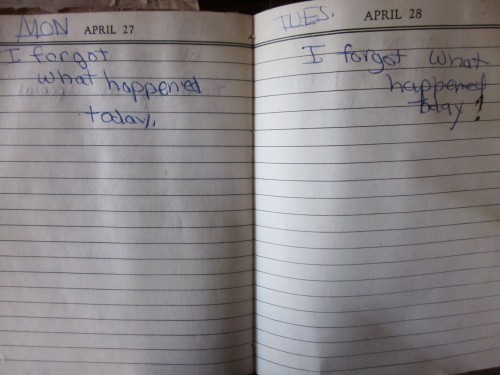 MON APRIL 27
I forgot
what happened
today.
TUES. APRIL 28
I forgot what
happened
today!